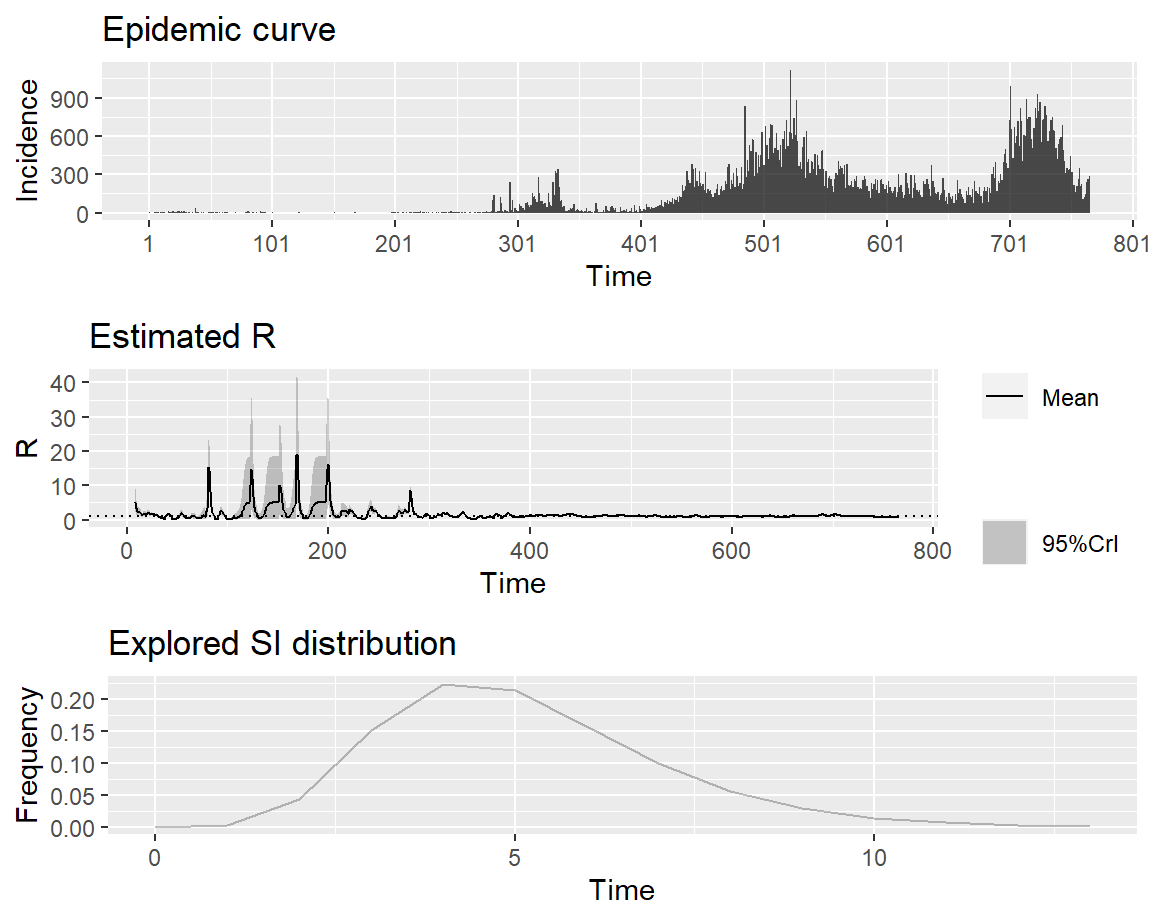 Epidemic curve
Incidence
900
600
300
0
1 101 201 301 401 501 601 701 801
Time
Estimated R
R
40
30
20
10
0
0 200 400 600 800
Time
Mean
95%CrI
Explored SI distribution
Frequency
0.20
0.15
0.10
0.05
0.00
0 5 10
Time